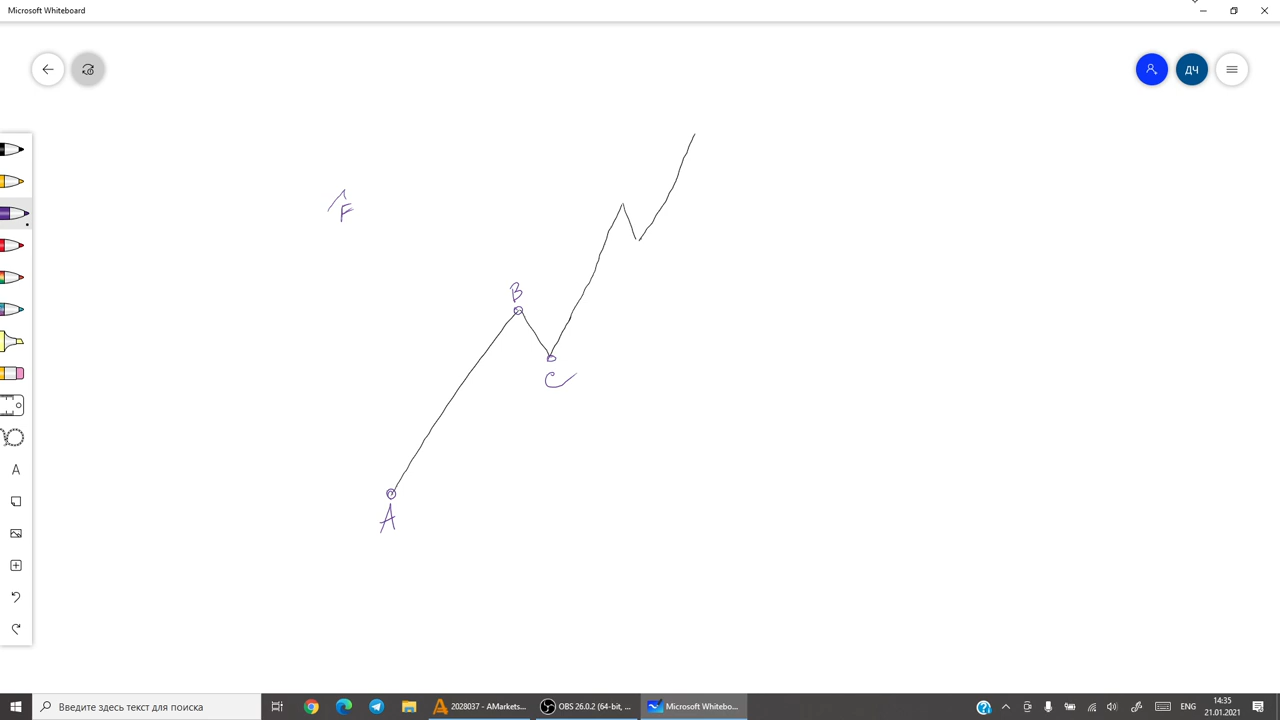 Microsoft Whiteboard
ДЧ
F
B
C
A
A
Введите здесь текст для поиска
2028037 - AMarkets...
OBS 26.0.2 (64-bit, ...
Microsoft Whitebo...
ENG
14:35
21.01.2021